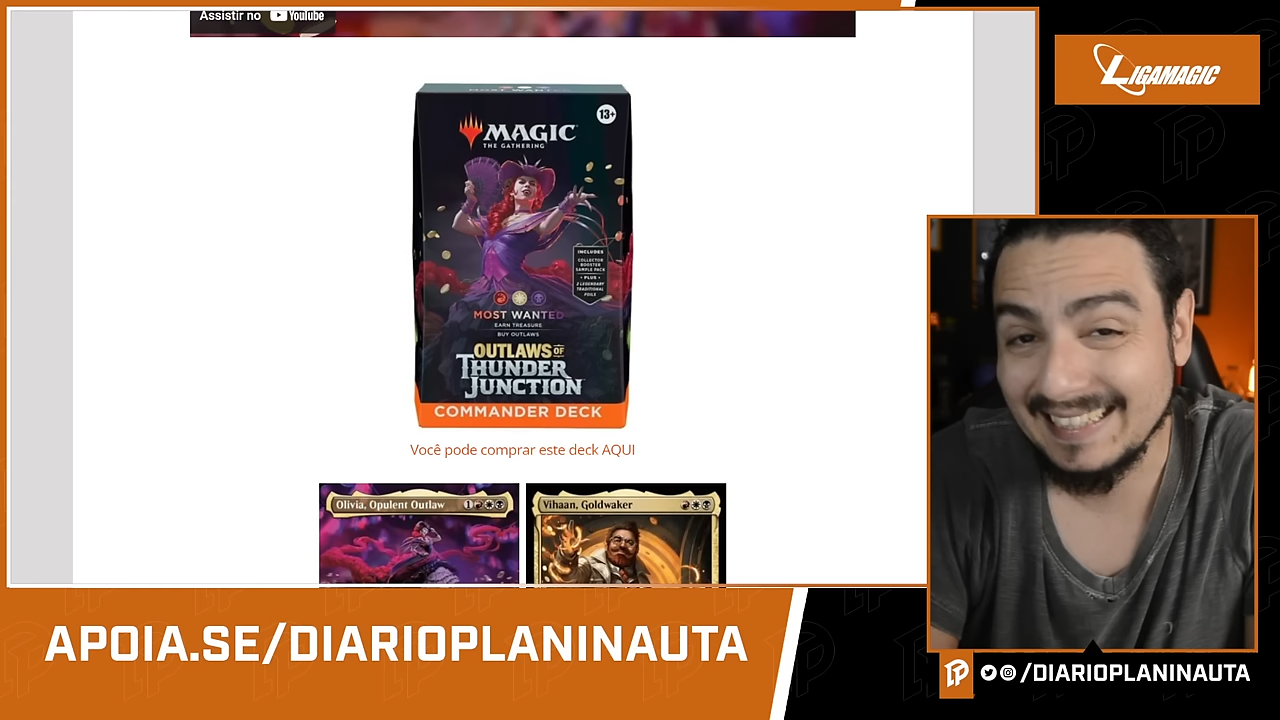 Assistir no YouTube
LIGAMAGIC
13+
MAGIC
THE GATHERING
INCLUDES
COLLECTOR
BOOSTER
SAMPLE PACK
+ PLUS +
2 LEGENDARY
TRADITIONAL
FOILS
MOST WANTED
EARN TREASURE
BUY OUTLAWS
OUTLAWS OF
THUNDER
JUNCTION
COMMANDER DECK
Você pode comprar este deck AQUI
Olivia, Opulent Outlaw 1
Vihaan, Goldwaker
APOIA.SE/DIARIOPLANINAUTA
/DIARIOPLANINAUTA